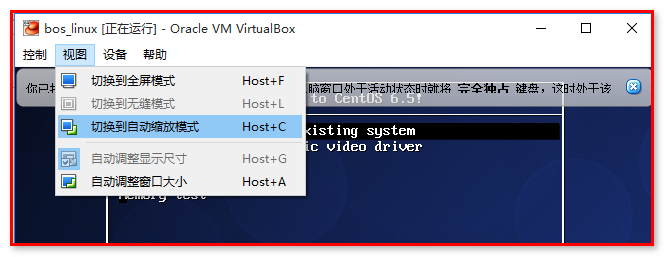 bos_linux [正在运行] - Oracle VM VirtualBox
控制 视图 设备 帮助
切换到全屏模式 Host+F
切换到无缝模式 Host+L
切换到自动缩放模式 Host+C
自动调整显示尺寸 Host+G
自动调整窗口大小 Host+A
你已
脑窗口处于活动状态时就将 完全独占 键盘，这时处于该
to CentOS 6.5!
xisting system
ic video driver
Memory test